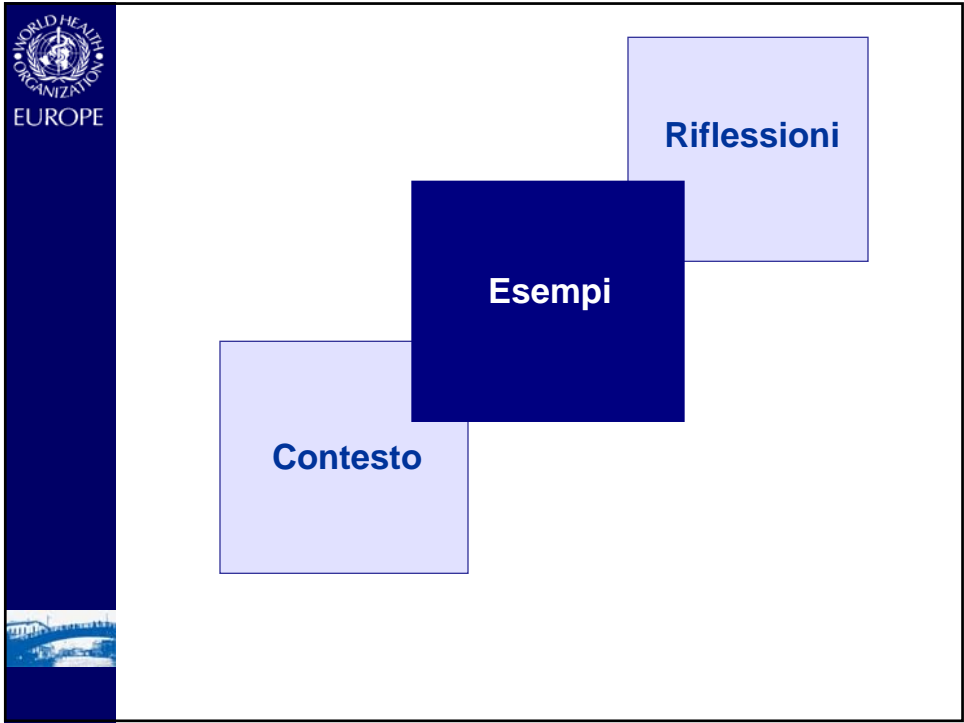 WORLD HEALTH
ORGANIZATION
EUROPE
Riflessioni
Esempi
Contesto